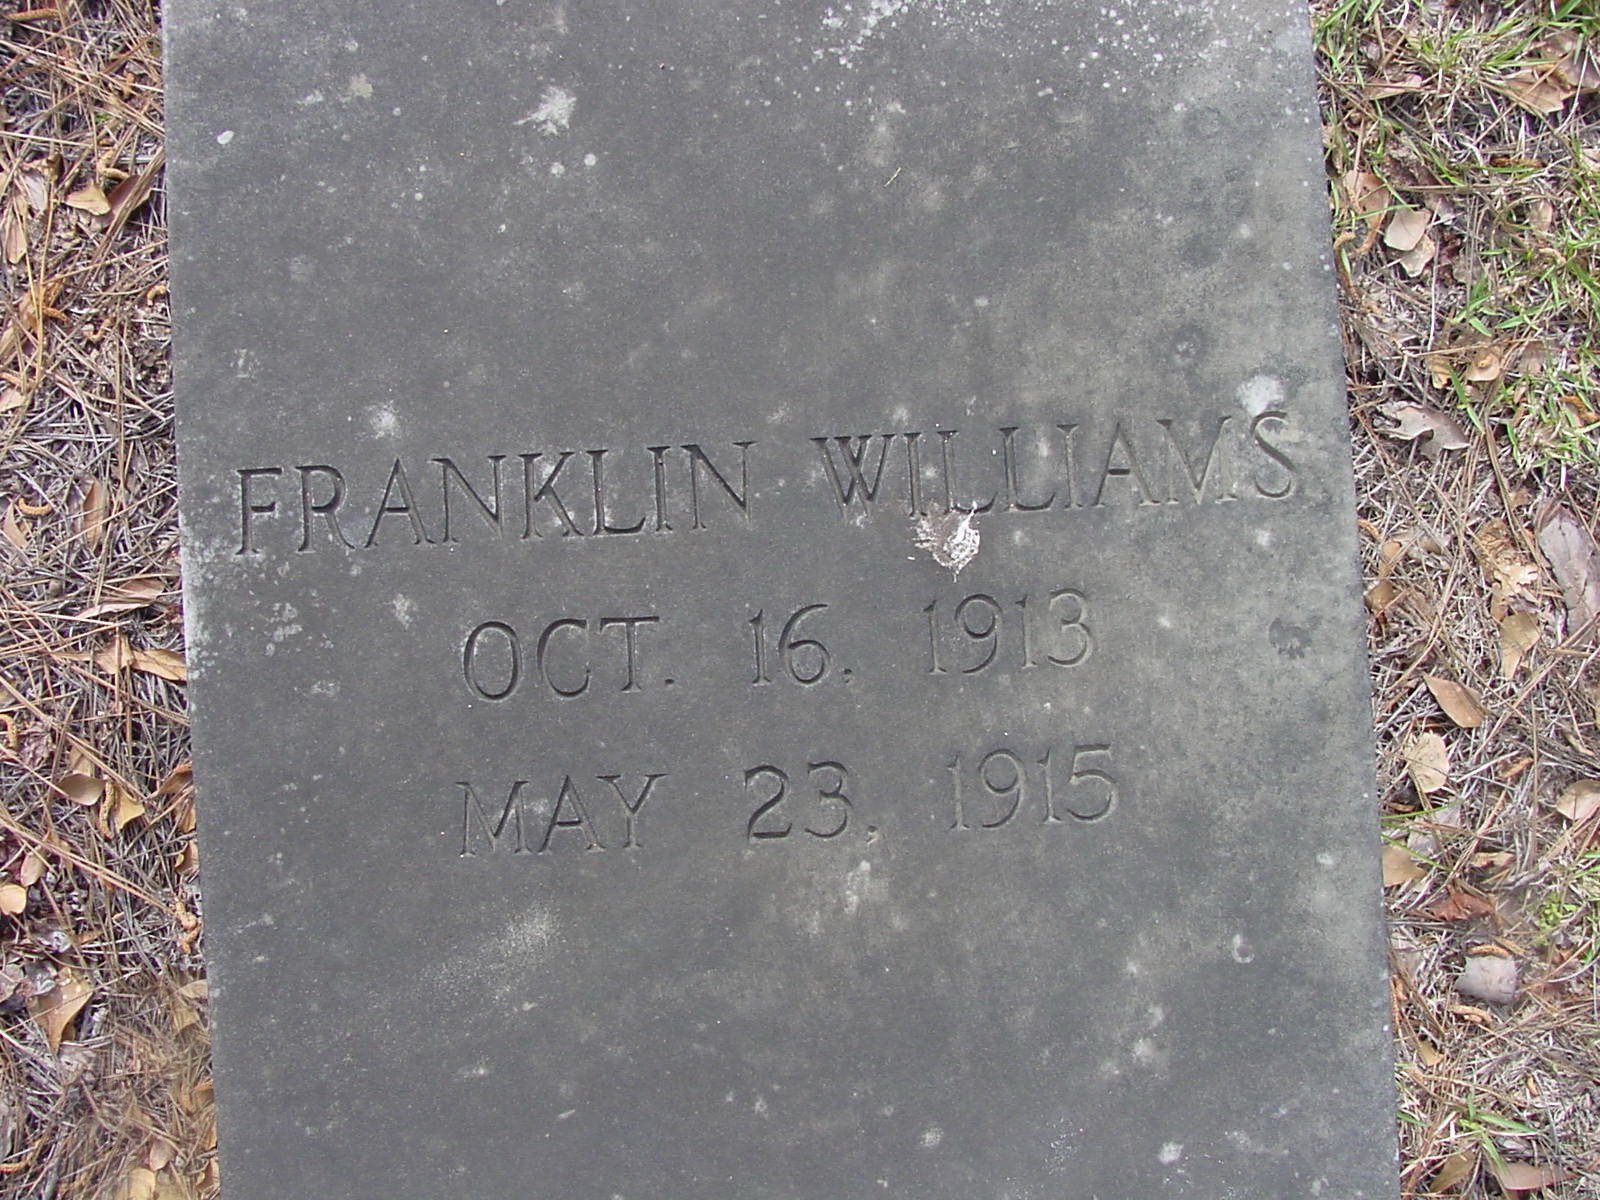 FRANKLIN WILLIAMS
OCT. 16. 1913
MAY 23, 1915